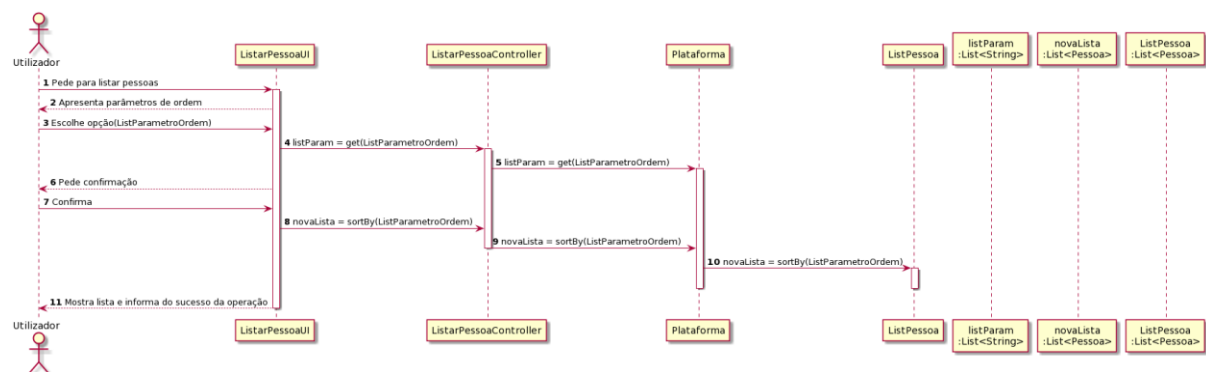 Utilizador
ListarPessoaUI
ListarPessoaController
Plataforma
ListPessoa
listParam
:List<String>
novaLista
:List<Pessoa>
ListPessoa
:List<Pessoa>
1 Pede para listar pessoas
2 Apresenta parâmetros de ordem
3 Escolhe opção(ListParametroOrdem)
4 listParam = get(ListParametroOrdem)
5 listParam = get(ListParametroOrdem)
6 Pede confirmação
7 Confirma
8 novaLista = sortBy(ListParametroOrdem)
9 novaLista = sortBy(ListParametroOrdem)
10 novaLista = sortBy(ListParametroOrdem)
11 Mostra lista e informa do sucesso da operação
Utilizador
ListarPessoaUI
ListarPessoaController
Plataforma
ListPessoa
listParam
:List<String>
novaLista
:List<Pessoa>
ListPessoa
:List<Pessoa>